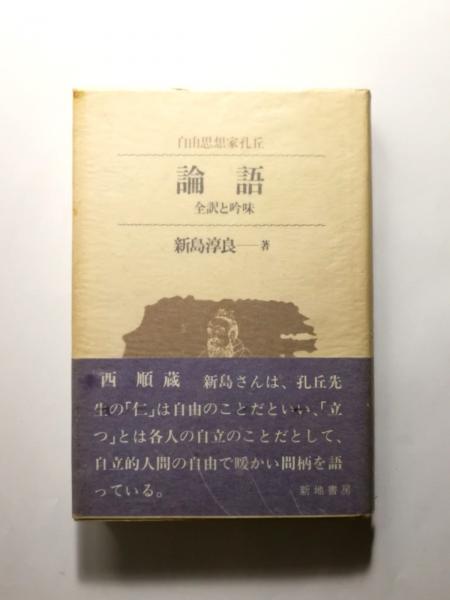 自由思想家孔丘
論語
全訳と吟味
新島淳良──著
西順蔵 新島さんは、孔丘先
生の「仁」は自由のことだといい、「立
つ」とは各人の自立のことだとして、
自立的人間の自由で暖かい間柄を語
っている。
新地書房